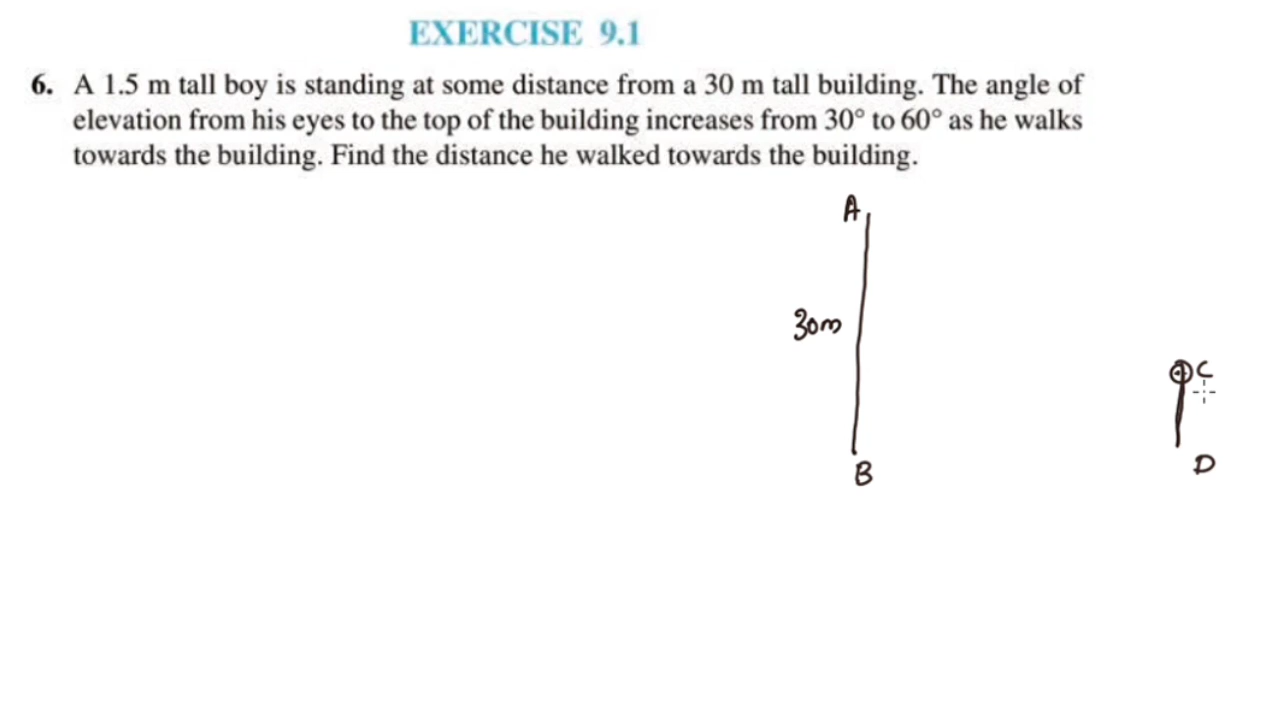 EXERCISE 9.1
6. A 1.5 m tall boy is standing at some distance from a 30 m tall building. The angle of
elevation from his eyes to the top of the building increases from 30° to 60° as he walks
towards the building. Find the distance he walked towards the building.
A
30m
C
B
D